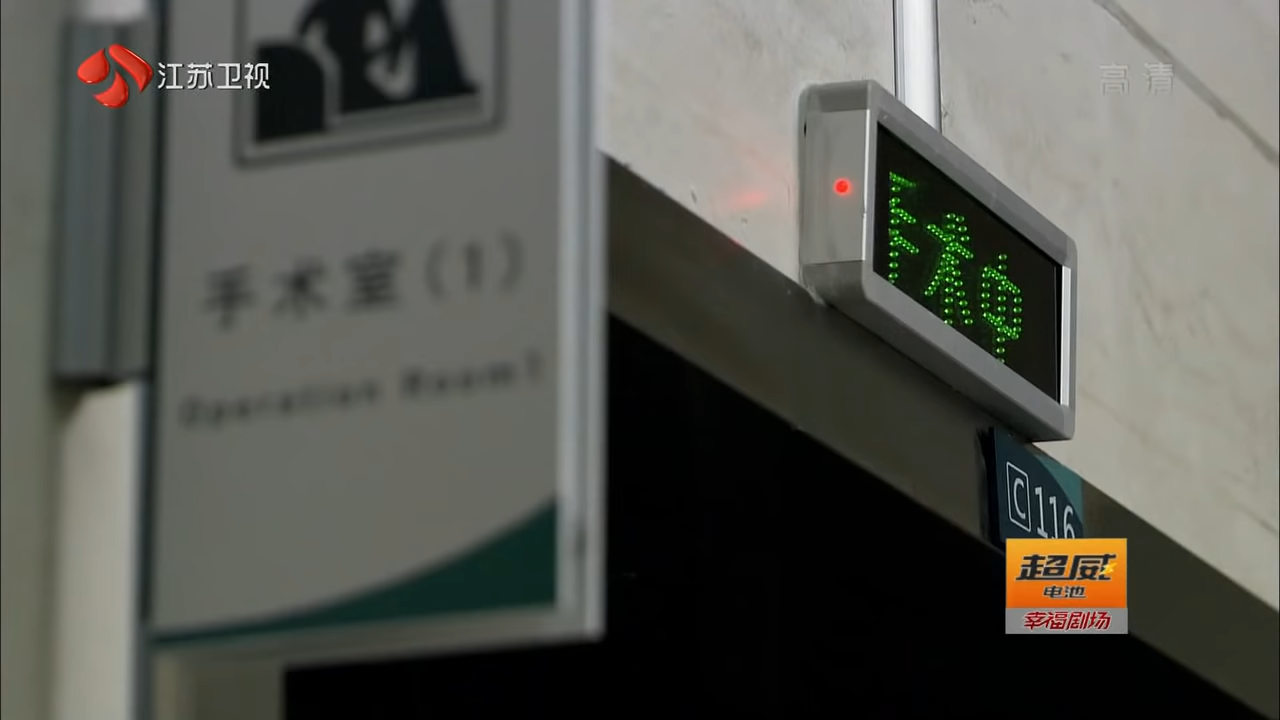 江苏卫视
高清
手术室(1)
Operation Room 1
手术中
C 116
超威
电池
幸福剧场